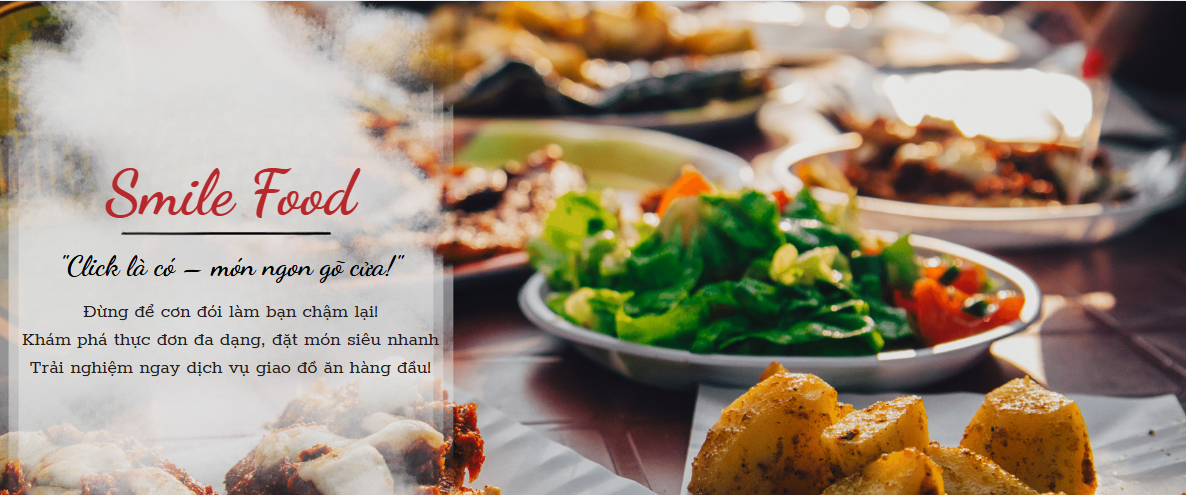 Smile Food
"Click là có – món ngon gõ cửa!"
Đừng để cơn đói làm bạn chậm lại!
Khám phá thực đơn đa dạng, đặt món siêu nhanh
Trải nghiệm ngay dịch vụ giao đồ ăn hàng đầu!